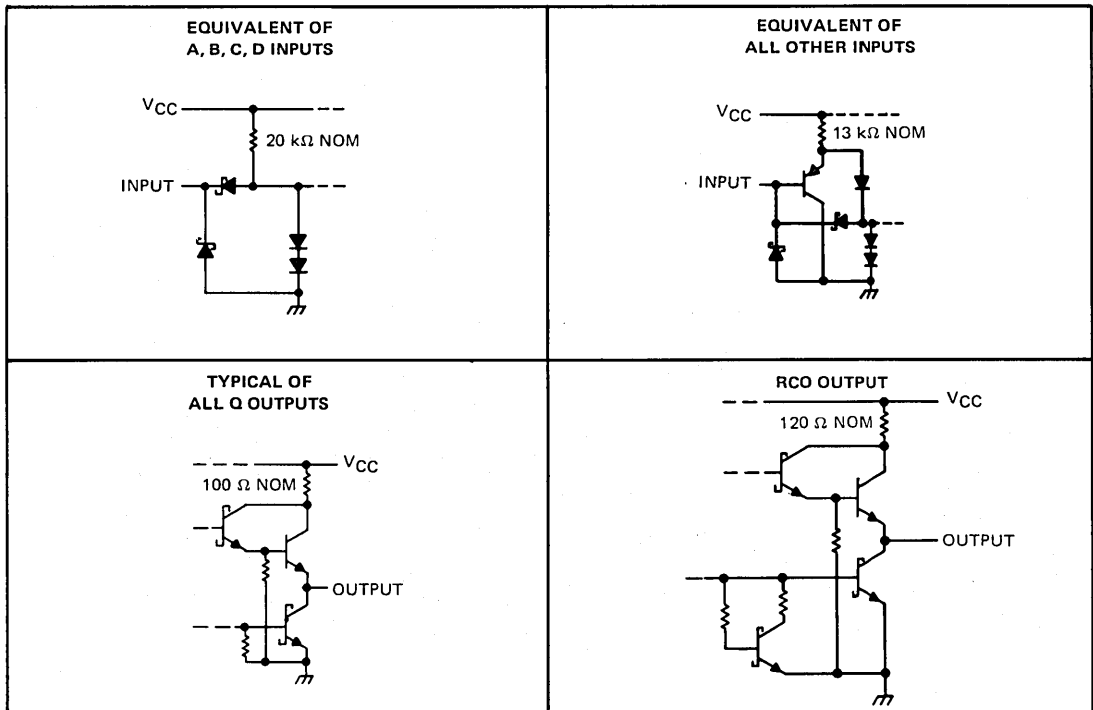 EQUIVALENT OF
A, B, C, D INPUTS
VCC
20 kΩ NOM
INPUT
EQUIVALENT OF
ALL OTHER INPUTS
VCC
13 kΩ NOM
INPUT
TYPICAL OF
ALL Q OUTPUTS
VCC
100 Ω NOM
OUTPUT
RCO OUTPUT
VCC
120 Ω NOM
OUTPUT